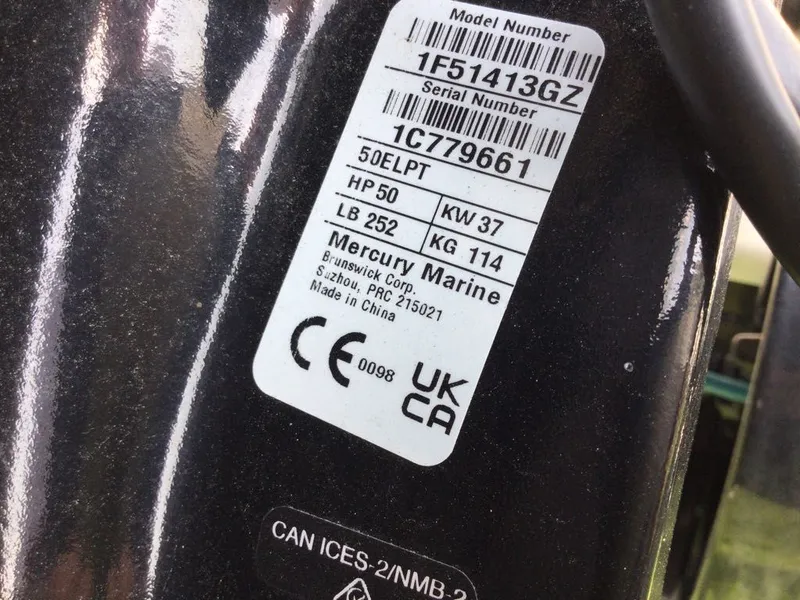 Model Number
1F51413GZ
Serial Number
1C779661
50ELPT
HP 50 KW 37
LB 252 KG 114
Mercury Marine
Brunswick Corp.
Suzhou, PRC 215021
Made in China
CE 0098 UK
CA
CAN ICES-2/NMB-2